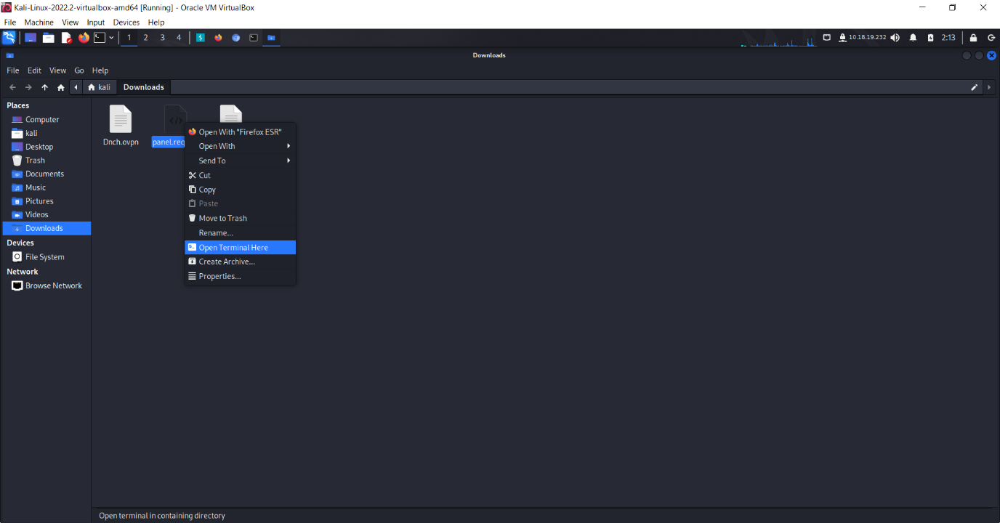 Kali-Linux-2022.2-virtualbox-amd64 [Running] - Oracle VM VirtualBox
File Machine View Input Devices Help
1 2 3 4 10.18.19.232 2:13
Downloads
File Edit View Go Help
kali Downloads
Places
Computer
kali
Desktop
Trash
Documents
Music
Pictures
Videos
Downloads
Devices
File System
Network
Browse Network
Dnch.ovpn panel.req
Open With "Firefox ESR"
Open With
Send To
Cut
Copy
Paste
Move to Trash
Rename...
Open Terminal Here
Create Archive...
Properties...
Open terminal in containing directory